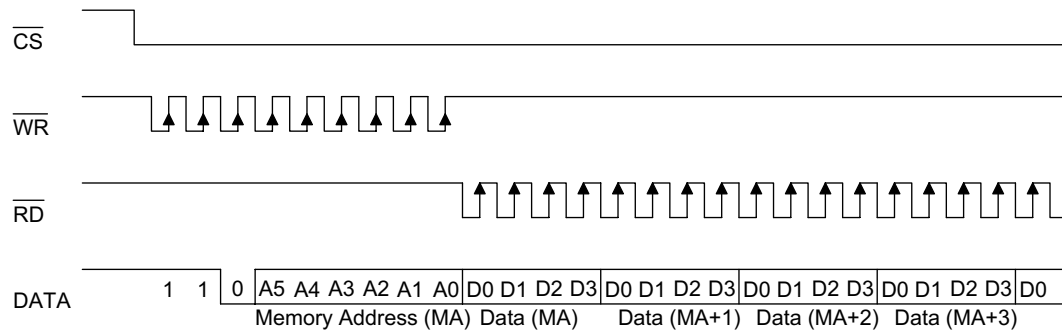 CS
WR
RD
DATA 1 1 0 A5 A4 A3 A2 A1 A0 D0 D1 D2 D3 D0 D1 D2 D3 D0 D1 D2 D3 D0 D1 D2 D3 D0
Memory Address (MA) Data (MA) Data (MA+1) Data (MA+2) Data (MA+3)